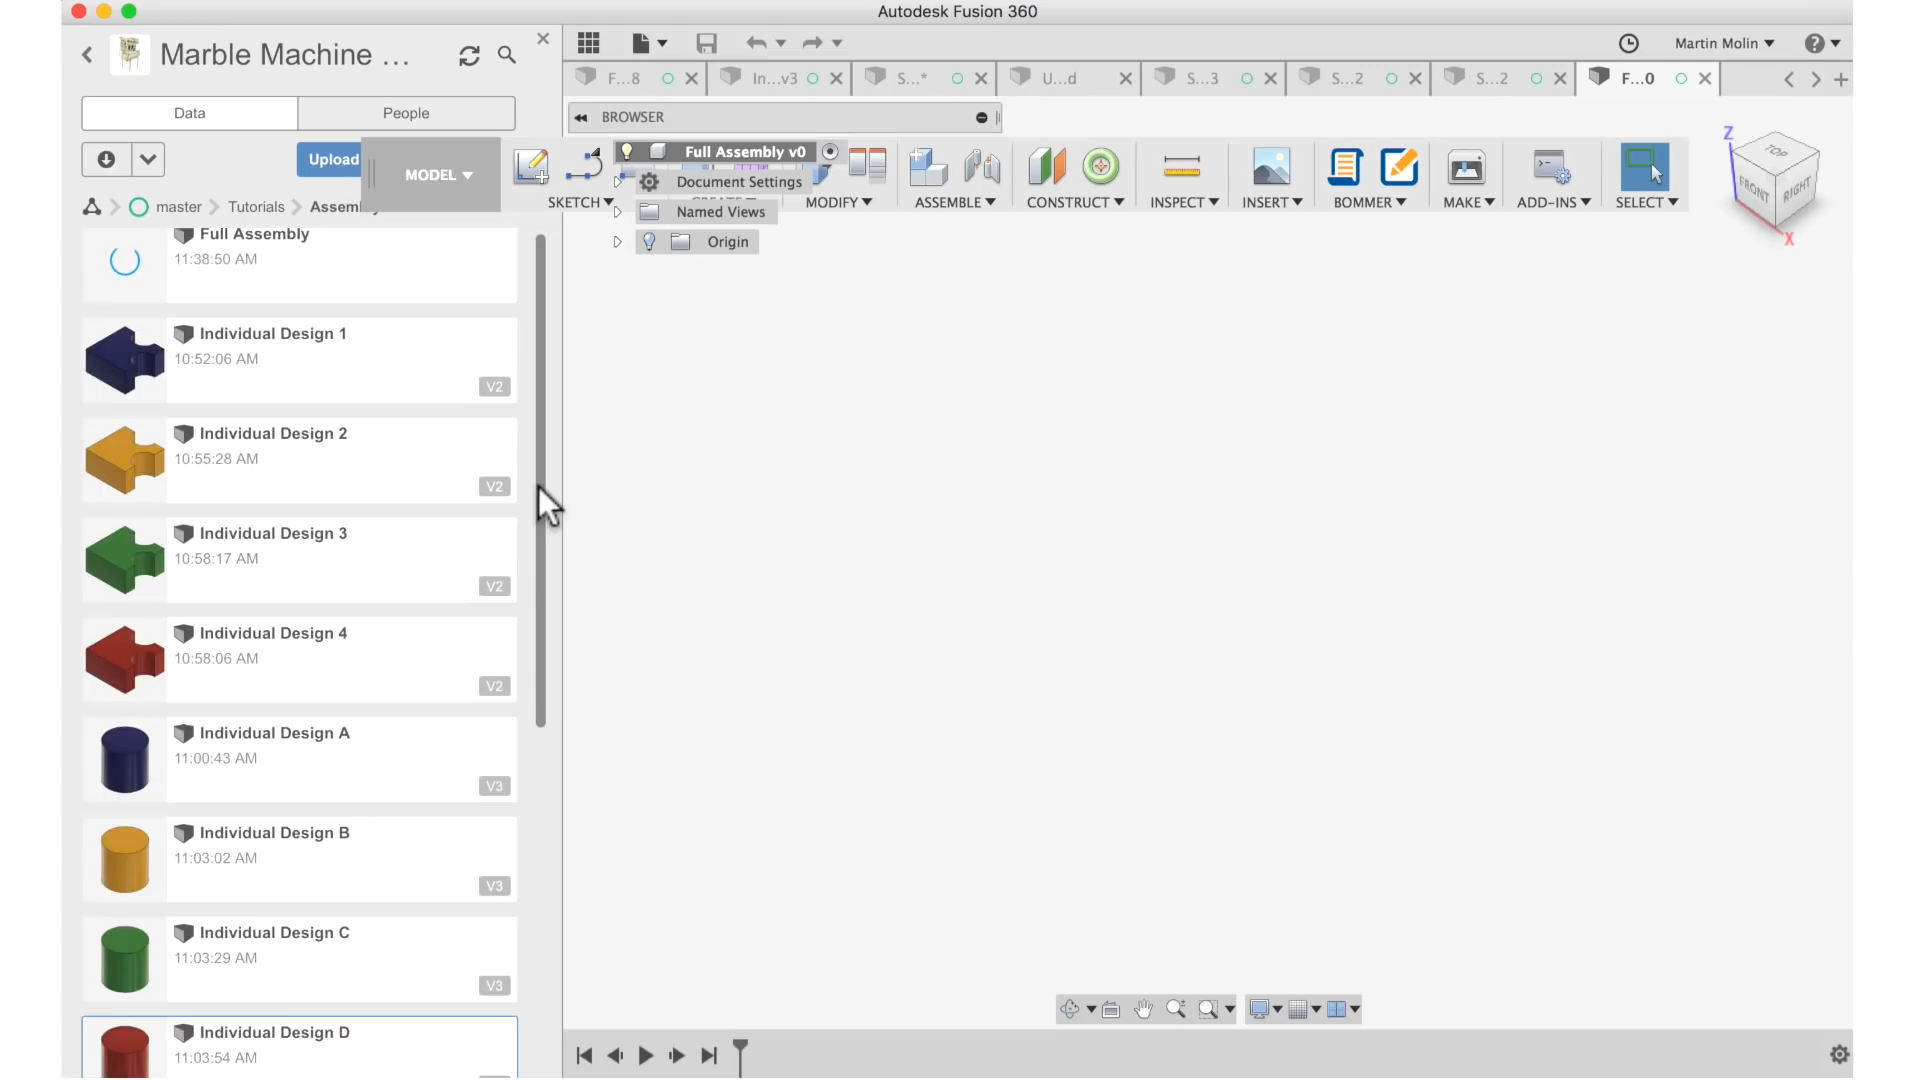 Autodesk Fusion 360
Marble Machine ...
Martin Molin
F...8
In...v3
S...*
U...d
S...3
S...2
S...2
F...0
Data
People
BROWSER
Upload
MODEL
Full Assembly v0
Document Settings
Named Views
Origin
SKETCH
MODIFY
ASSEMBLE
CONSTRUCT
INSPECT
INSERT
BOMMER
MAKE
ADD-INS
SELECT
Z
TOP
FRONT
RIGHT
X
master
Tutorials
Full Assembly
11:38:50 AM
Individual Design 1
10:52:06 AM
V2
Individual Design 2
10:55:28 AM
V2
Individual Design 3
10:58:17 AM
V2
Individual Design 4
10:58:06 AM
V2
Individual Design A
11:00:43 AM
V3
Individual Design B
11:03:02 AM
V3
Individual Design C
11:03:29 AM
V3
Individual Design D
11:03:54 AM